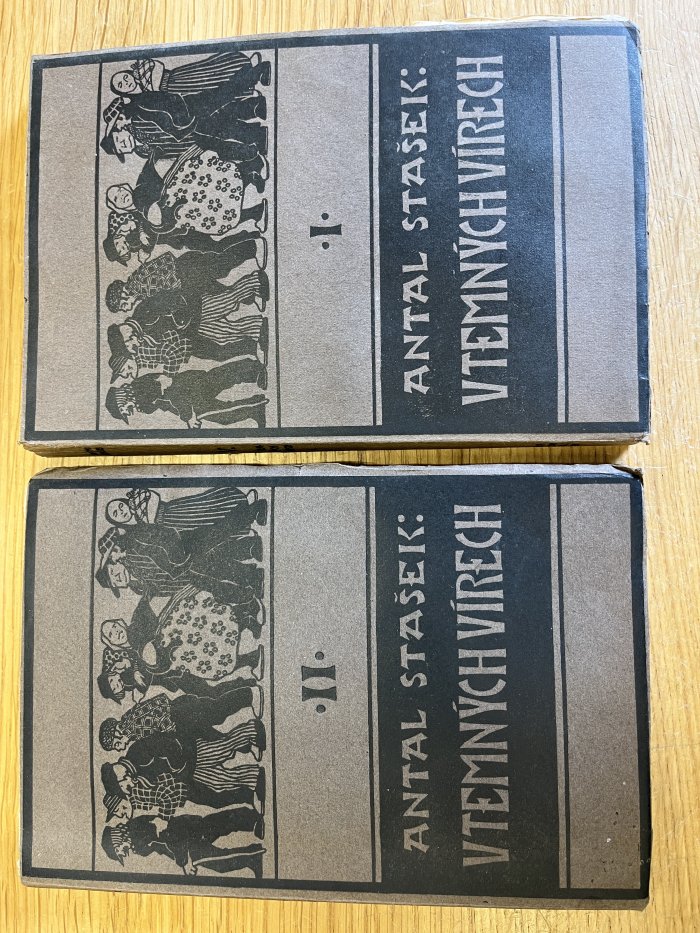 ANTAL STAŠEK:
V TEMNÝCH VÍRECH
·I·
ANTAL STAŠEK:
V TEMNÝCH VÍRECH
·II·